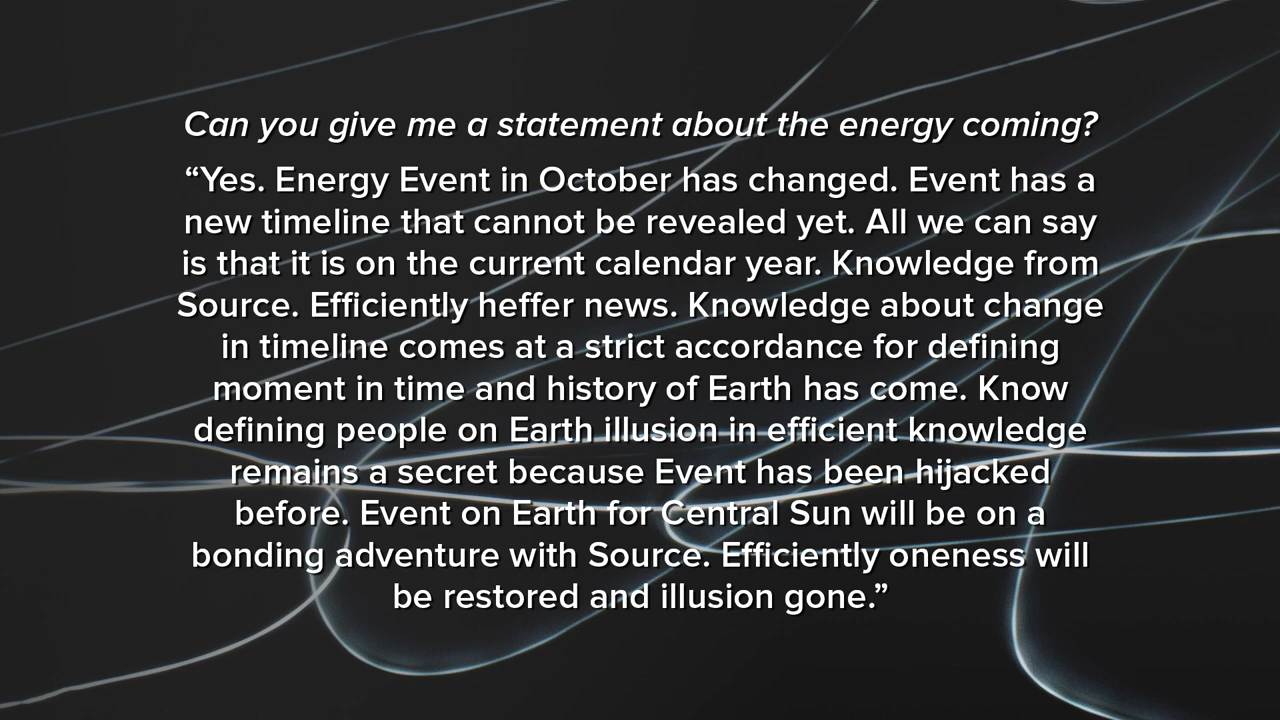 Can you give me a statement about the energy coming?
“Yes. Energy Event in October has changed. Event has a
new timeline that cannot be revealed yet. All we can say
is that it is on the current calendar year. Knowledge from
Source. Efficiently heffer news. Knowledge about change
in timeline comes at a strict accordance for defining
moment in time and history of Earth has come. Know
defining people on Earth illusion in efficient knowledge
remains a secret because Event has been hijacked
before. Event on Earth for Central Sun will be on a
bonding adventure with Source. Efficiently oneness will
be restored and illusion gone.”